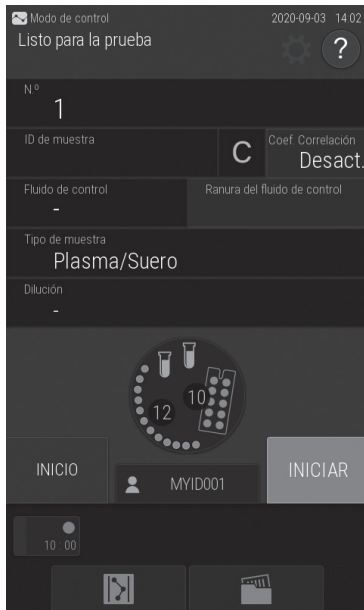 Modo de control
2020-09-03 14:02
Listo para la prueba
?
N.º
1
ID de muestra
C
Coef. Correlación
Desact.
Fluido de control
-
Ranura del fluido de control
Tipo de muestra
Plasma/Suero
Dilución
-
10
12
INICIO
MYID001
INICIAR
10 : 00